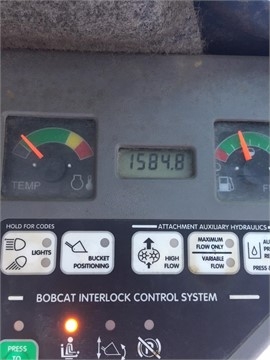 1584.8
TEMP
F
HOLD FOR CODES
ATTACHMENT AUXILIARY HYDRAULICS
LIGHTS
BUCKET
POSITIONING
HIGH
FLOW
MAXIMUM
FLOW ONLY
VARIABLE
FLOW
PRESS
BOBCAT INTERLOCK CONTROL SYSTEM
PRESS
TO